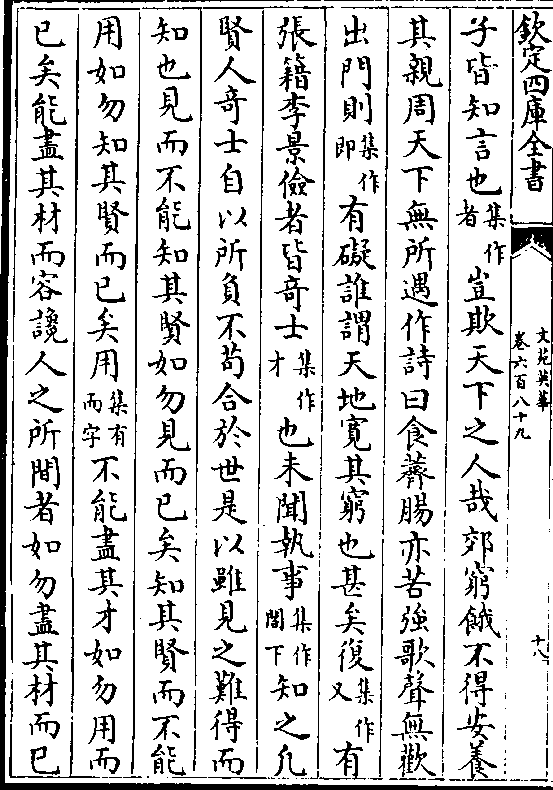 欽定四庫全書
文苑英華
卷六百八十九
十八
子皆知言也集作者豈欺天下之人哉郊窮餓不得安養
其親周天下無所遇作詩曰食薺腸亦苦強歌聲無歡
出門則集作即有礙誰謂天地寬其窮也甚矣復集作又有
張籍李景儉者皆竒士集作才也未聞執事集作閤下知之凡
賢人竒士自以所負不茍合於世是以雖見之難得而
知也見而不能知其賢如勿見而已矣知其賢而不能
用如勿知其賢而已矣用集有而字不能盡其才如勿用而
已矣能盡其材而容讒人之所間者如勿盡其材而已